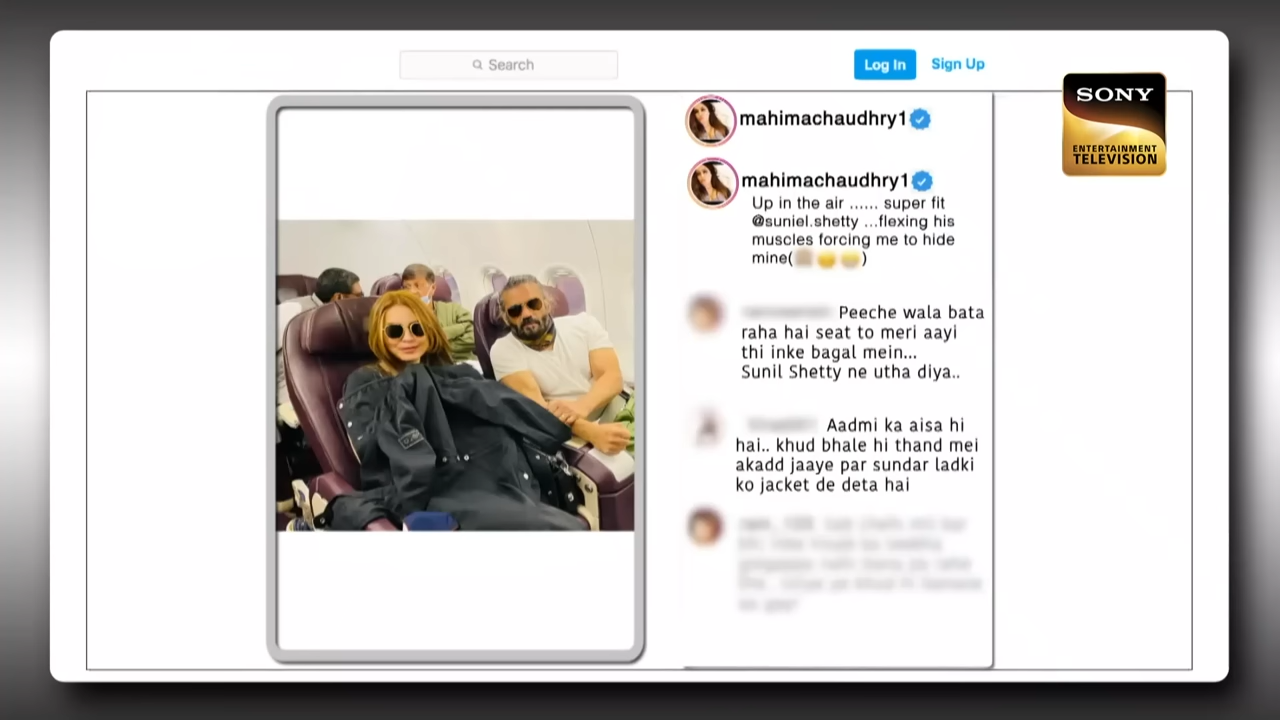 Search
Log In
Sign Up
SONY
ENTERTAINMENT
TELEVISION
mahimachaudhry1
mahimachaudhry1
Up in the air ...... super fit
@suniel.shetty ...flexing his
muscles forcing me to hide
mine( )
Peeche wala bata
raha hai seat to meri aayi
thi inke bagal mein...
Sunil Shetty ne utha diya..
Aadmi ka aisa hi
hai.. khud bhale hi thand mei
akadd jaaye par sundar ladki
ko jacket de deta hai